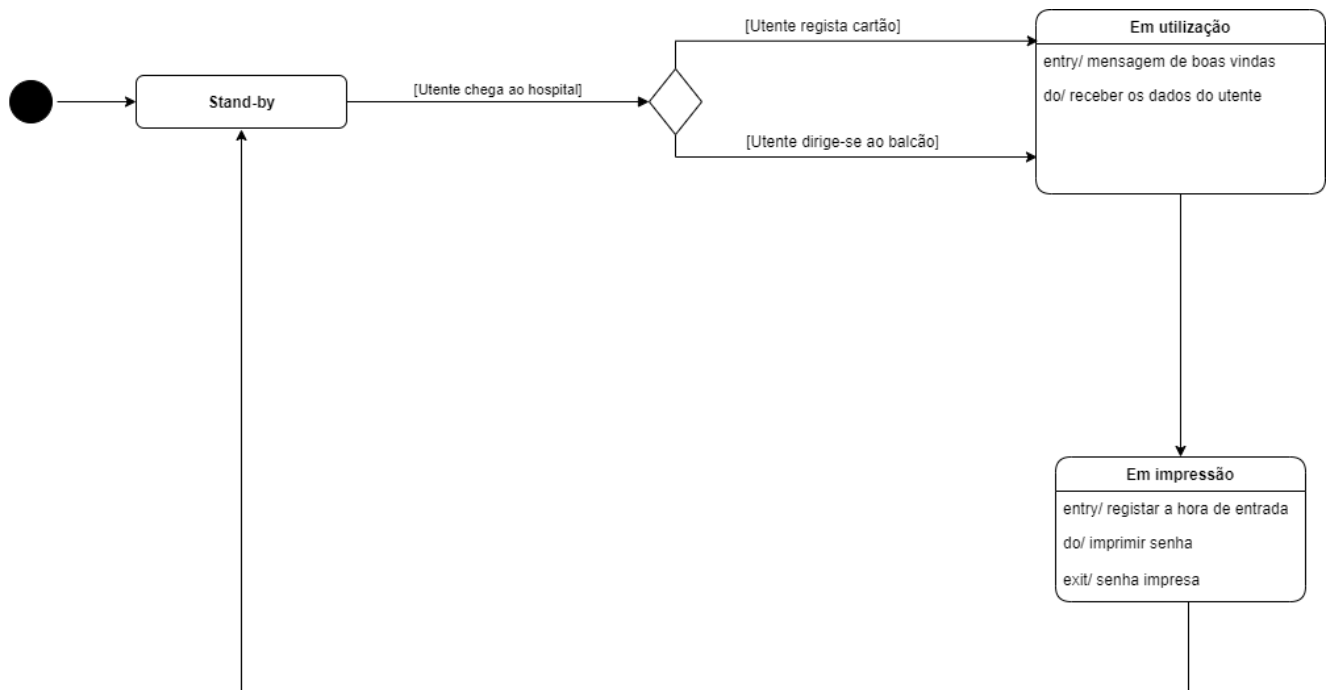 [Utente regista cartão]
Em utilização
entry/ mensagem de boas vindas
do/ receber os dados do utente
Stand-by
[Utente chega ao hospital]
[Utente dirige-se ao balcão]
Em impressão
entry/ registar a hora de entrada
do/ imprimir senha
exit/ senha impresa